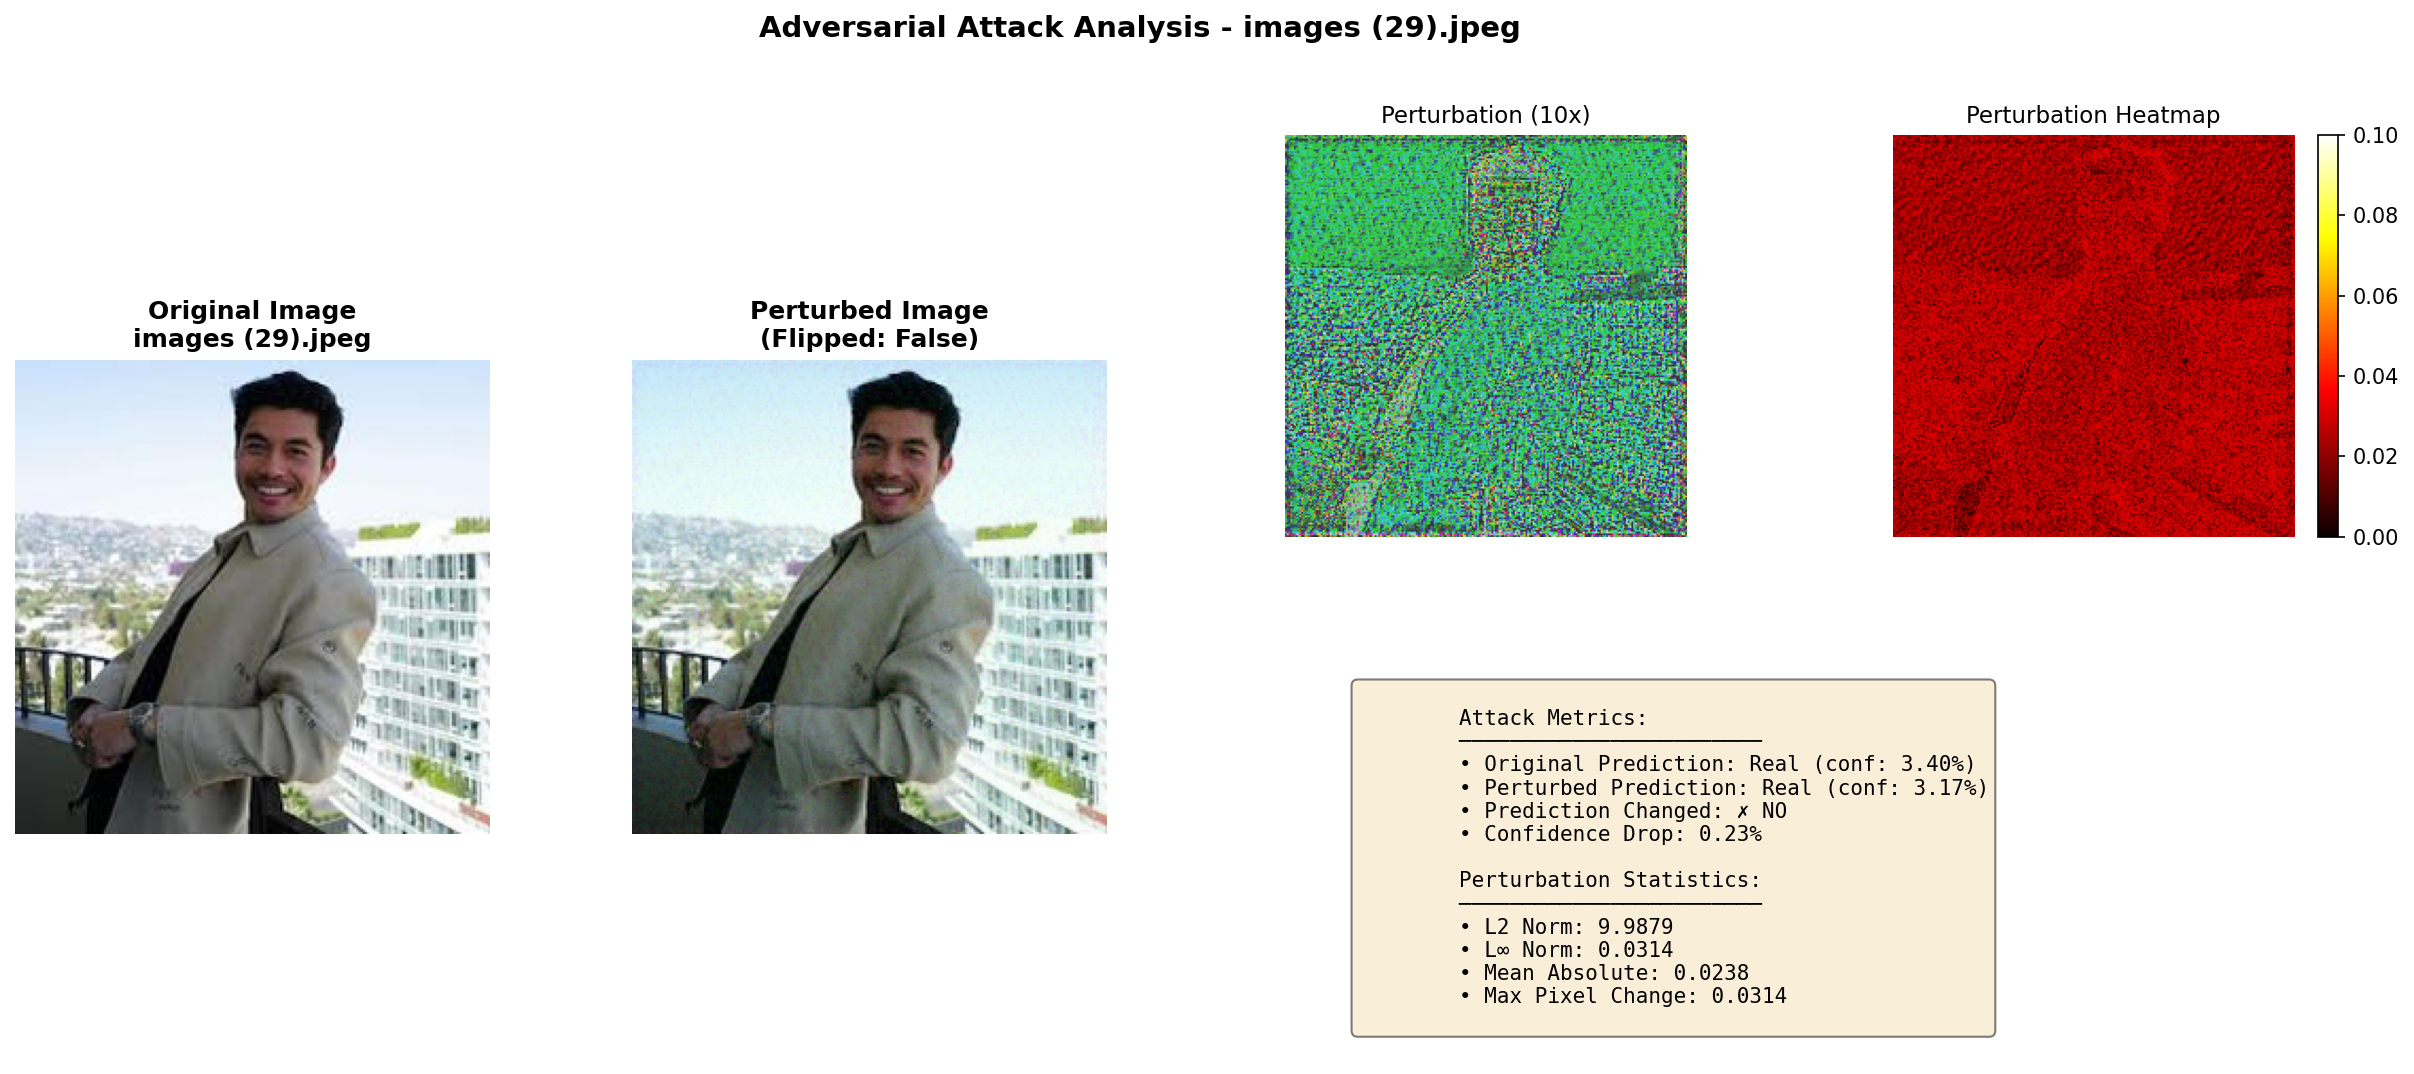 Adversarial Attack Analysis - images (29).jpeg
Original Image
images (29).jpeg
Perturbed Image
(Flipped: False)
Perturbation (10x)
Perturbation Heatmap
0.10
0.08
0.06
0.04
0.02
0.00
Attack Metrics:
• Original Prediction: Real (conf: 3.40%)
• Perturbed Prediction: Real (conf: 3.17%)
• Prediction Changed: ✗ NO
• Confidence Drop: 0.23%
Perturbation Statistics:
• L2 Norm: 9.9879
• L∞ Norm: 0.0314
• Mean Absolute: 0.0238
• Max Pixel Change: 0.0314